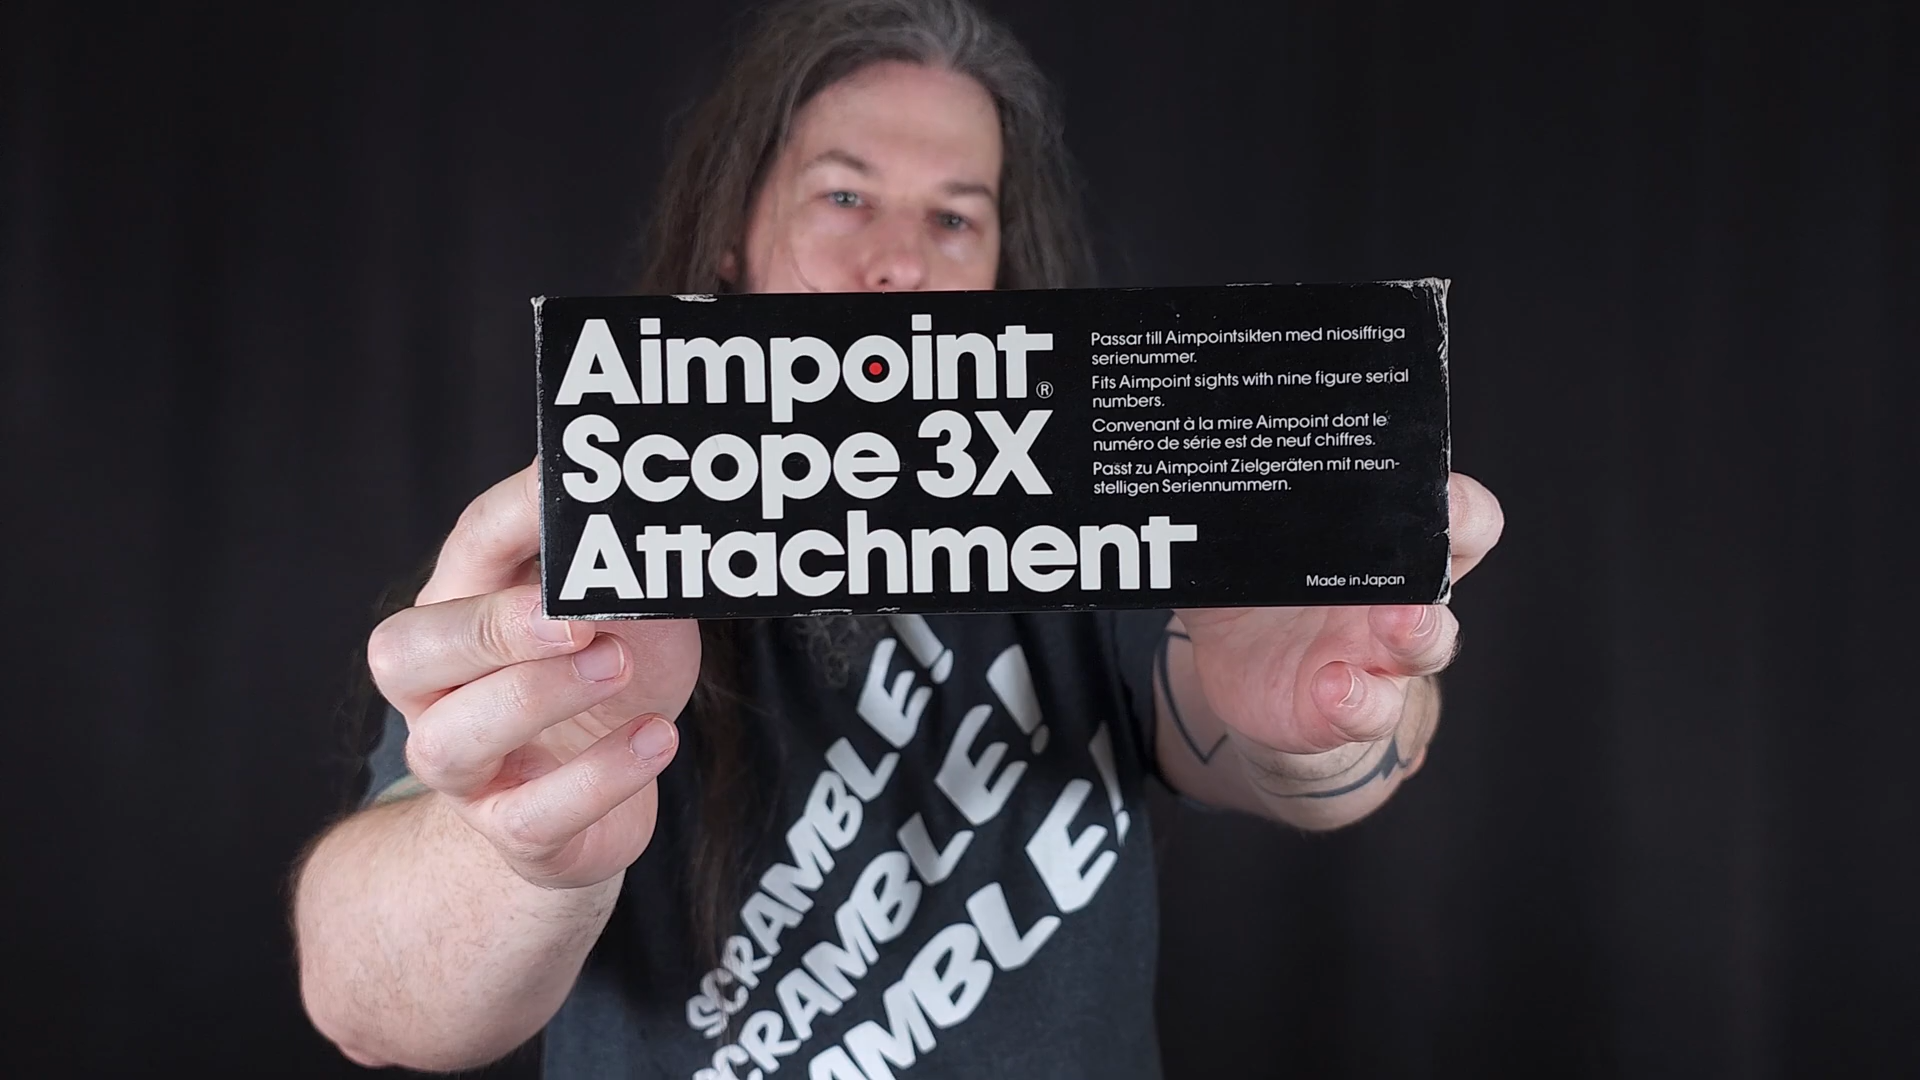 Aimpoint®
Scope 3X
Attachment
Passar till Aimpointsikten med niosiffriga
serienummer.
Fits Aimpoint sights with nine figure serial
numbers.
Convenant à la mire Aimpoint dont le
numéro de série est de neuf chiffres.
Passt zu Aimpoint Zielgeräten mit neun-
stelligen Seriennummern.
Made in Japan
SCRAMBLE!
SCRAMBLE!
AMBLE!